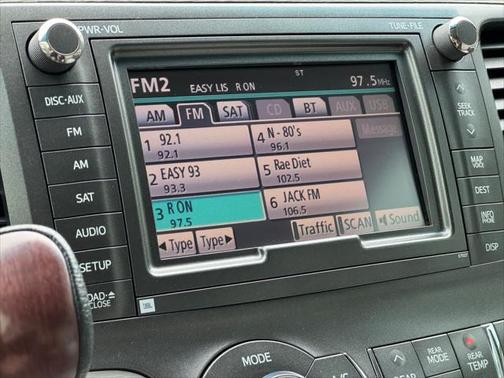 PWR•VOL
TUNE•FILE
FM2 EASY LIS R ON ST 97.5MHz
AM FM SAT CD BT AUX USB
1 92.1
92.1
2 EASY 93
93.3
3 R ON
97.5
4 N - 80's
96.1
5 Rae Diet
102.5
6 JACK FM
106.5
Message
◄ Type Type ►
Traffic SCAN Sound
DISC•AUX
FM
AM
SAT
AUDIO
SETUP
LOAD•
CLOSE
JBL
SEEK
TRACK
MAP
VOICE
DEST
INFO
PHONE
DISP
E7027
MODE
A/C
REAR
REAR
MODE
REAR
TEMP